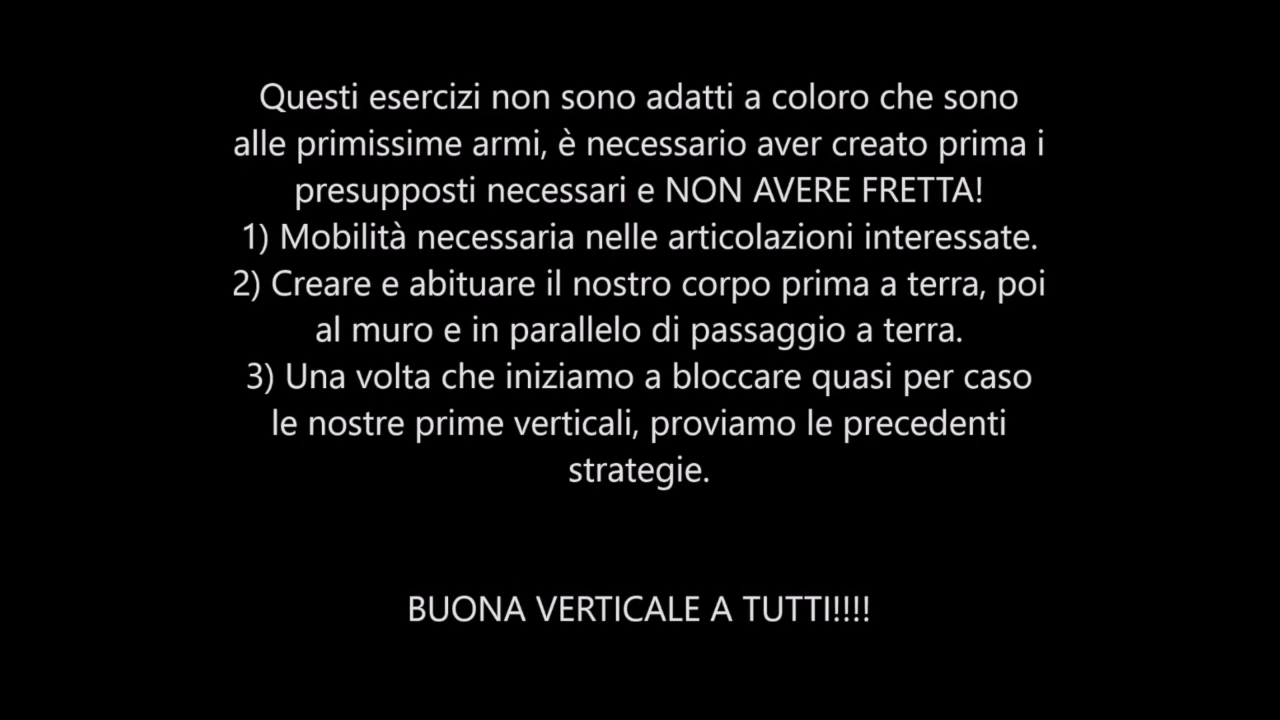 Questi esercizi non sono adatti a coloro che sono
alle primissime armi, è necessario aver creato prima i
presupposti necessari e NON AVERE FRETTA!
1) Mobilità necessaria nelle articolazioni interessate.
2) Creare e abituare il nostro corpo prima a terra, poi
al muro e in parallelo di passaggio a terra.
3) Una volta che iniziamo a bloccare quasi per caso
le nostre prime verticali, proviamo le precedenti
strategie.
BUONA VERTICALE A TUTTI!!!!